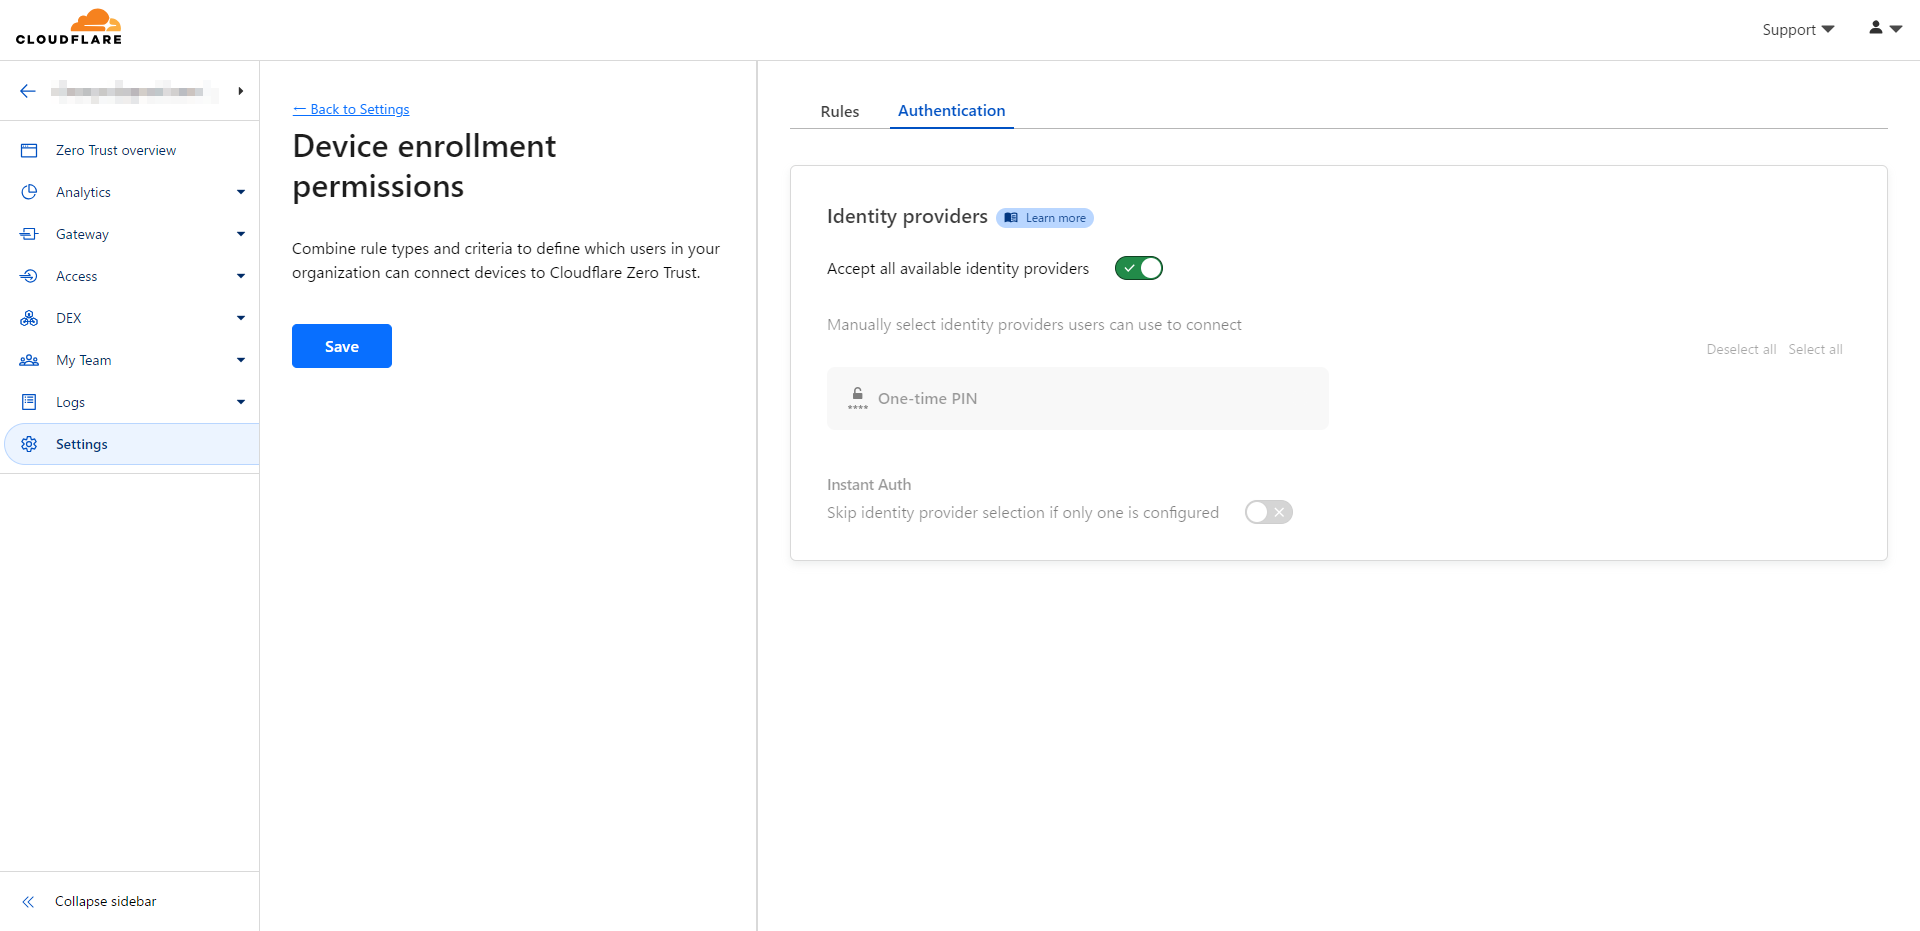 CLOUDFLARE
Support
Zero Trust overview
Analytics
Gateway
Access
DEX
My Team
Logs
Settings
Collapse sidebar
← Back to Settings
Device enrollment
permissions
Combine rule types and criteria to define which users in your
organization can connect devices to Cloudflare Zero Trust.
Save
Rules
Authentication
Identity providers
Learn more
Accept all available identity providers
Manually select identity providers users can use to connect
Deselect all
Select all
****
One-time PIN
Instant Auth
Skip identity provider selection if only one is configured